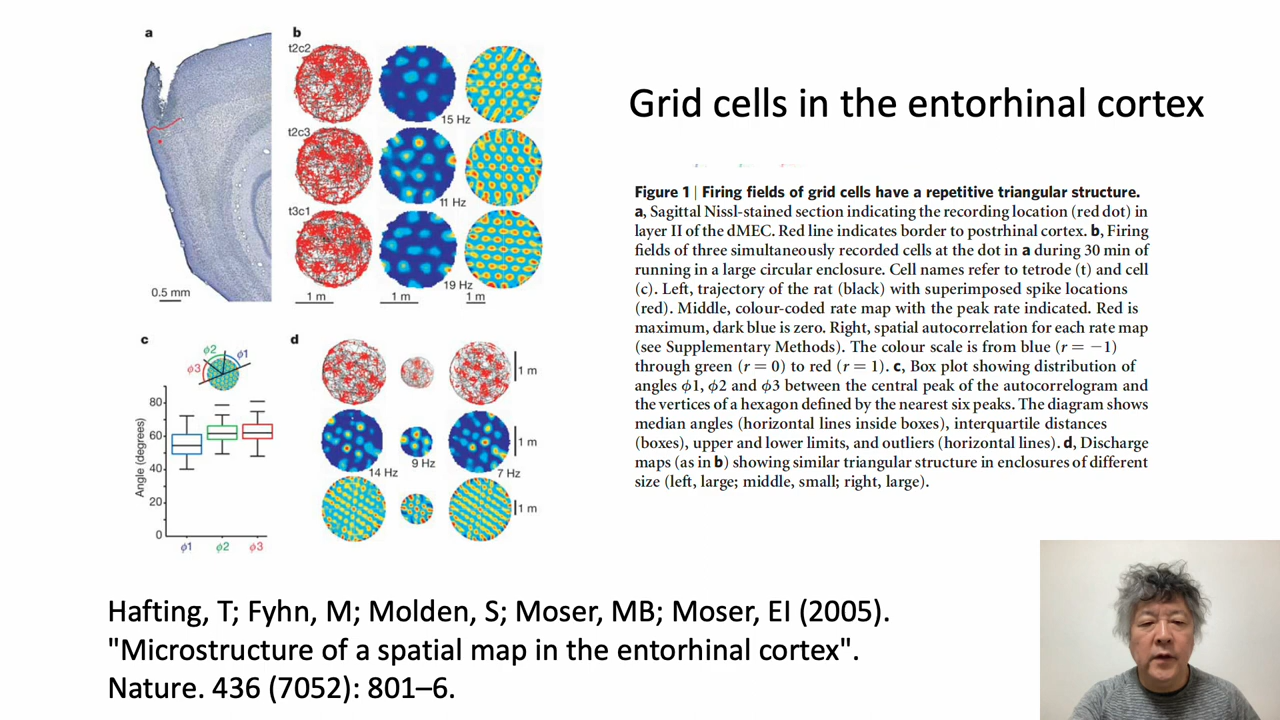 a
b
t2c2
15 Hz
t2c3
11 Hz
t3c1
19 Hz
0.5 mm
1 m
1 m
1 m
c
ϕ2
ϕ1
ϕ3
80
60
40
20
0
Angle (degrees)
ϕ1
ϕ2
ϕ3
d
1 m
14 Hz
9 Hz
7 Hz
1 m
1 m
Grid cells in the entorhinal cortex
Figure 1 | Firing fields of grid cells have a repetitive triangular structure.
a, Sagittal Nissl-stained section indicating the recording location (red dot) in
layer II of the dMEC. Red line indicates border to postrhinal cortex. b, Firing
fields of three simultaneously recorded cells at the dot in a during 30 min of
running in a large circular enclosure. Cell names refer to tetrode (t) and cell
(c). Left, trajectory of the rat (black) with superimposed spike locations
(red). Middle, colour-coded rate map with the peak rate indicated. Red is
maximum, dark blue is zero. Right, spatial autocorrelation for each rate map
(see Supplementary Methods). The colour scale is from blue (r = −1)
through green (r = 0) to red (r = 1). c, Box plot showing distribution of
angles ϕ1, ϕ2 and ϕ3 between the central peak of the autocorrelogram and
the vertices of a hexagon defined by the nearest six peaks. The diagram shows
median angles (horizontal lines inside boxes), interquartile distances
(boxes), upper and lower limits, and outliers (horizontal lines). d, Discharge
maps (as in b) showing similar triangular structure in enclosures of different
size (left, large; middle, small; right, large).
Hafting, T; Fyhn, M; Molden, S; Moser, MB; Moser, EI (2005).
"Microstructure of a spatial map in the entorhinal cortex".
Nature. 436 (7052): 801–6.